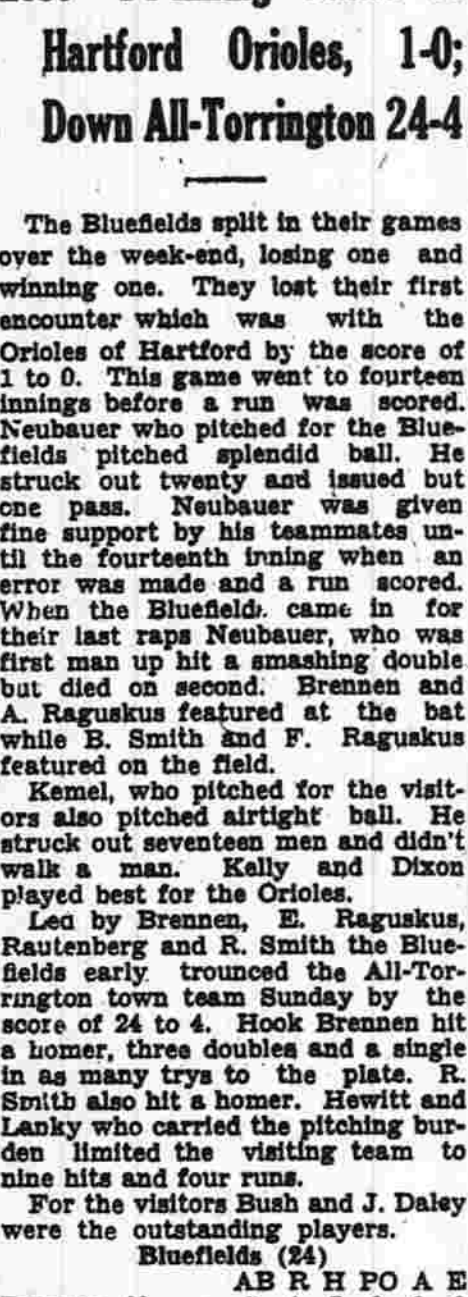 Hartford Orioles, 1-0;
Down All-Torrington 24-4
The Bluefields split in their games
over the week-end, losing one and
winning one. They lost their first
encounter which was with the
Orioles of Hartford by the score of
1 to 0. This game went to fourteen
innings before a run was scored.
Neubauer who pitched for the Blue-
fields pitched splendid ball. He
struck out twenty and issued but
one pass. Neubauer was given
fine support by his teammates un-
til the fourteenth inning when an
error was made and a run scored.
When the Bluefields came in for
their last raps Neubauer, who was
first man up hit a smashing double
but died on second. Brennen and
A. Raguskus featured at the bat
while B. Smith and F. Raguskus
featured on the field.
Kemel, who pitched for the visit-
ors also pitched airtight ball. He
struck out seventeen men and didn't
walk a man. Kelly and Dixon
played best for the Orioles.
Led by Brennen, E. Raguskus,
Rautenberg and R. Smith the Blue-
fields early trounced the All-Tor-
rington town team Sunday by the
score of 24 to 4. Hook Brennen hit
a homer, three doubles and a single
in as many trys to the plate. R.
Smith also hit a homer. Hewitt and
Lanky who carried the pitching bur-
den limited the visiting team to
nine hits and four runs.
For the visitors Bush and J. Daley
were the outstanding players.
Bluefields (24)
AB R H PO A E